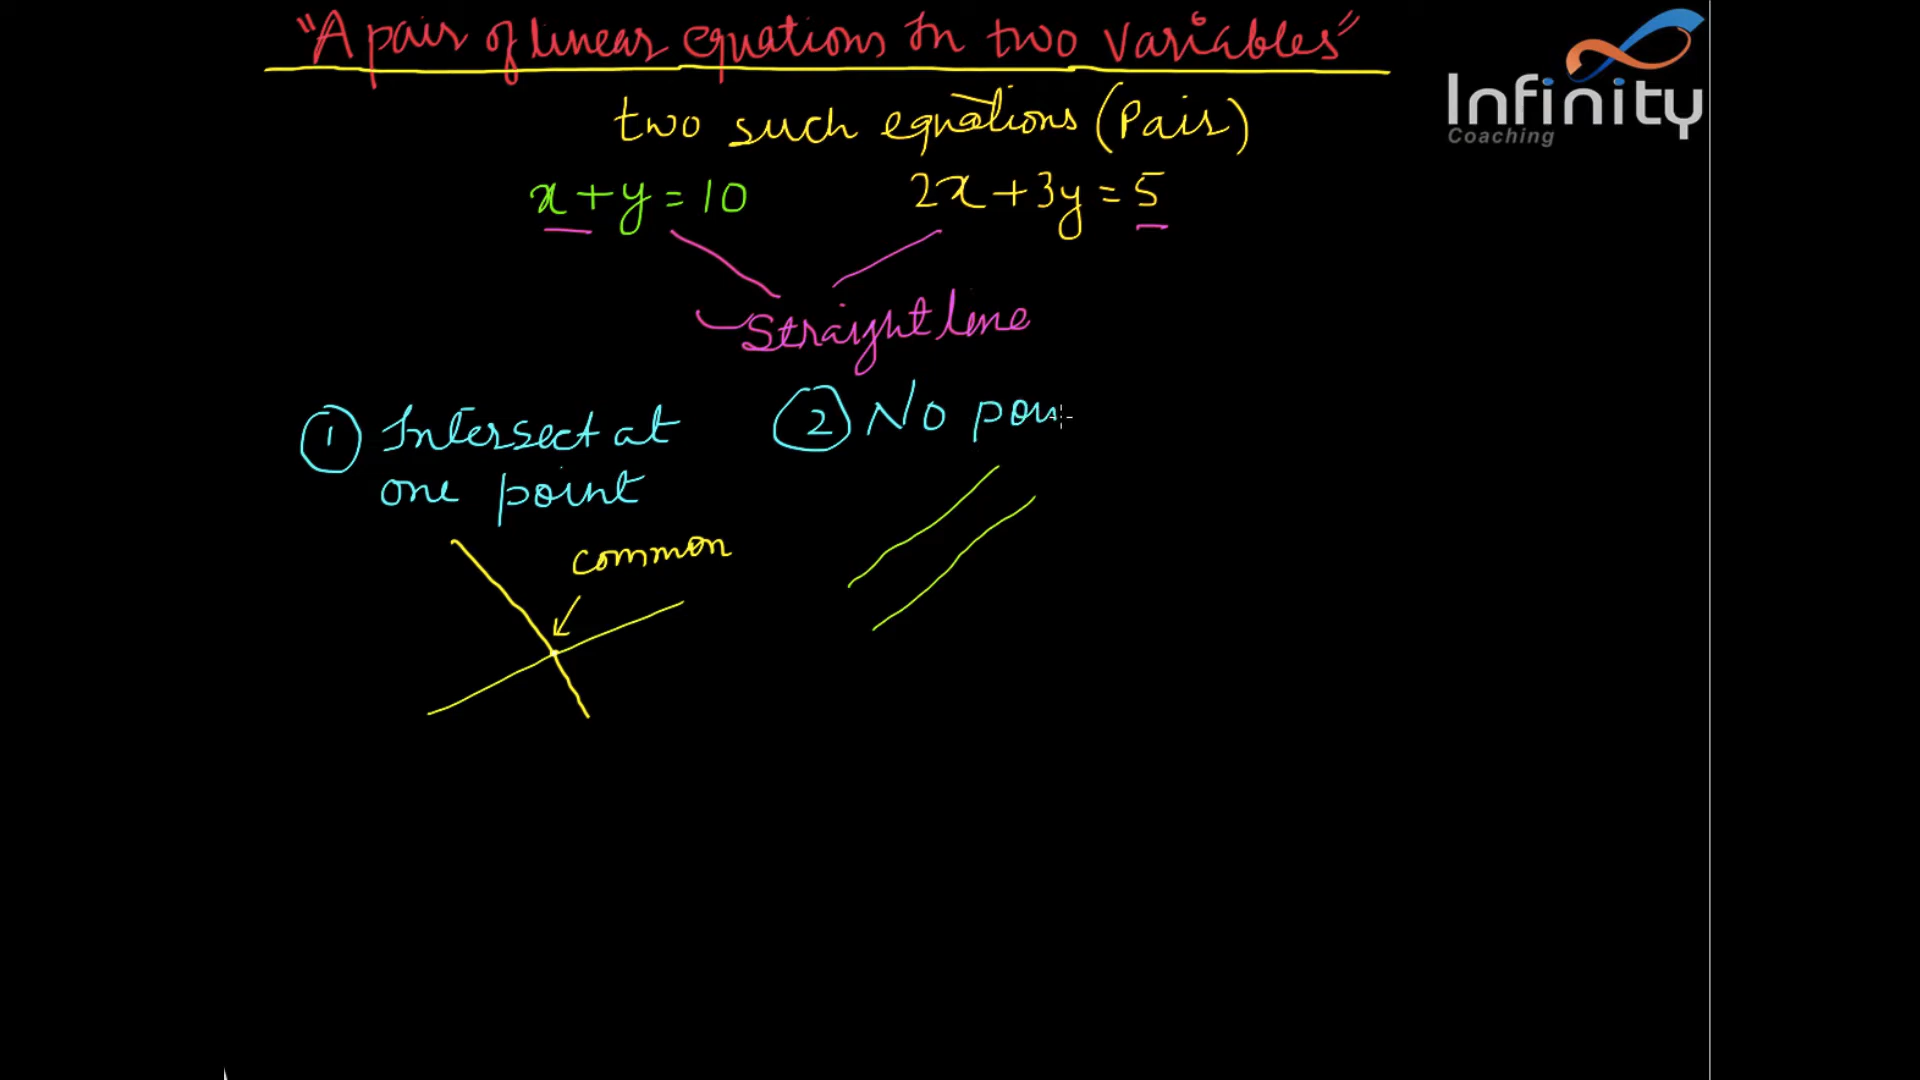 "A pair of linear equations In two variables"
Infinity
Coaching
two such equations (Pair)
x + y = 10
2x + 3y = 5
Straight line
① Intersect at
one point
② No poin
common